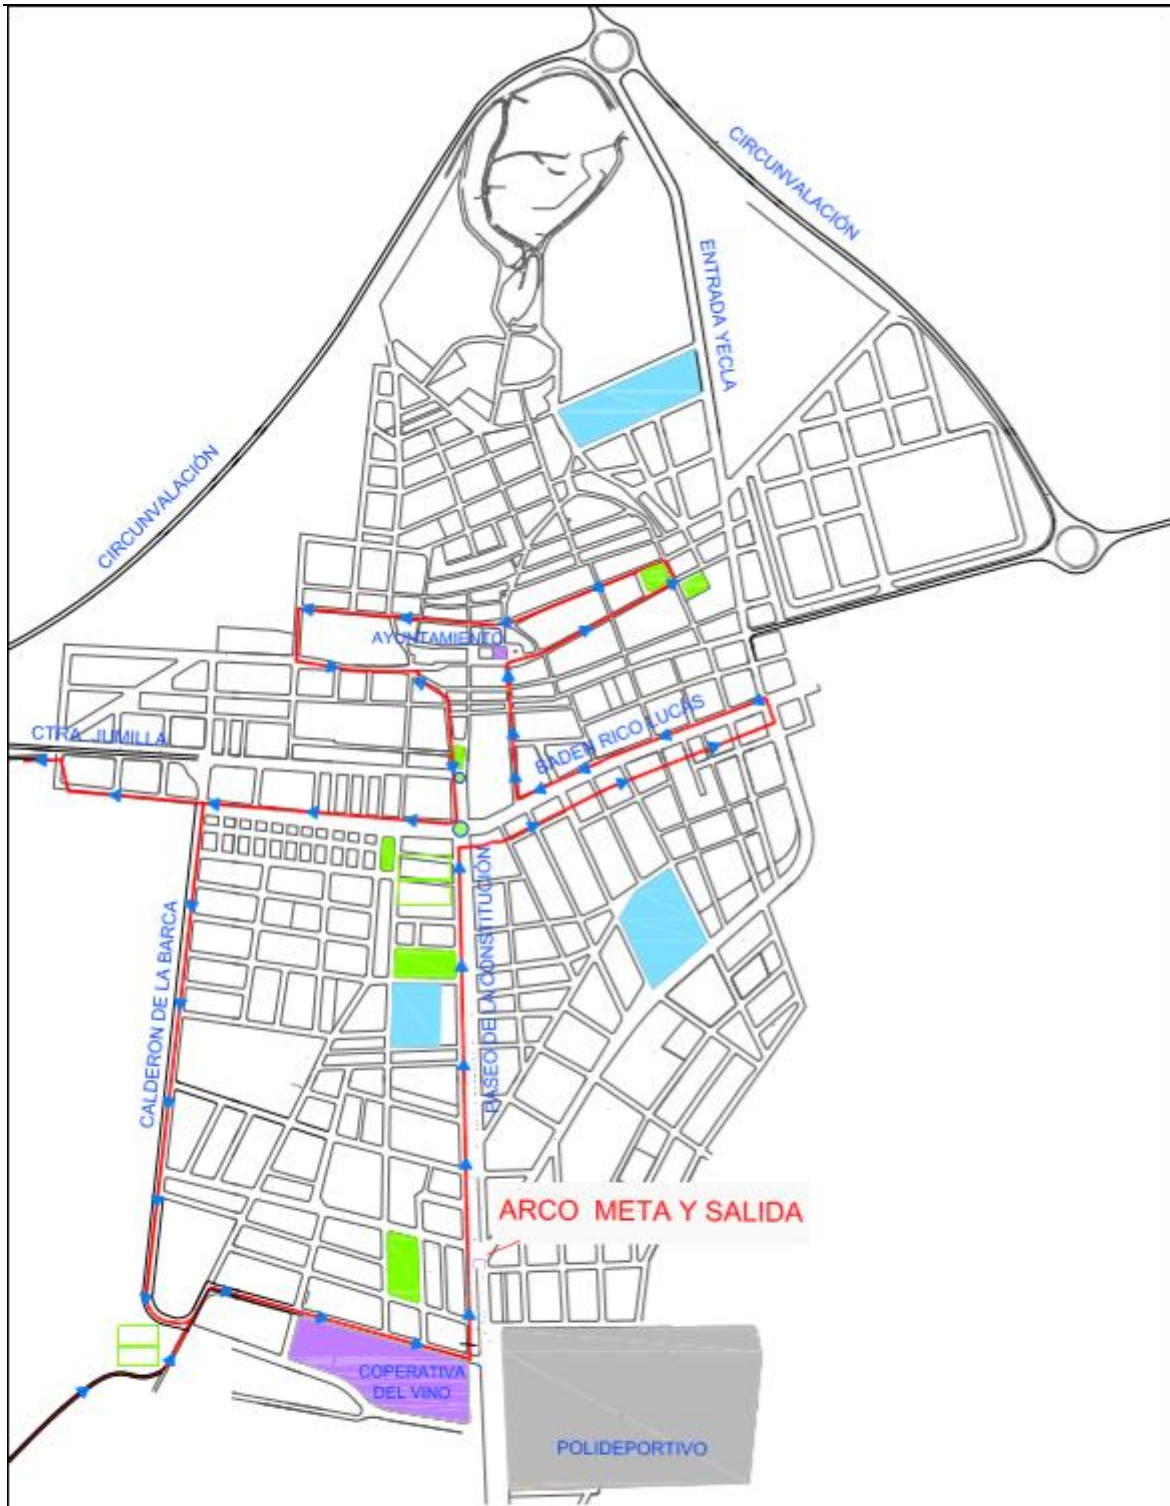 CIRCUNVALACIÓN
ENTRADA YECLA
CIRCUNVALACIÓN
AYUNTAMIENTO
BADEN RICO LUCAS
CTRA. JUMILLA
PASEO DE LA CONSTITUCIÓN
CALDERON DE LA BARCA
ARCO META Y SALIDA
COPERATIVA
DEL VINO
POLIDEPORTIVO